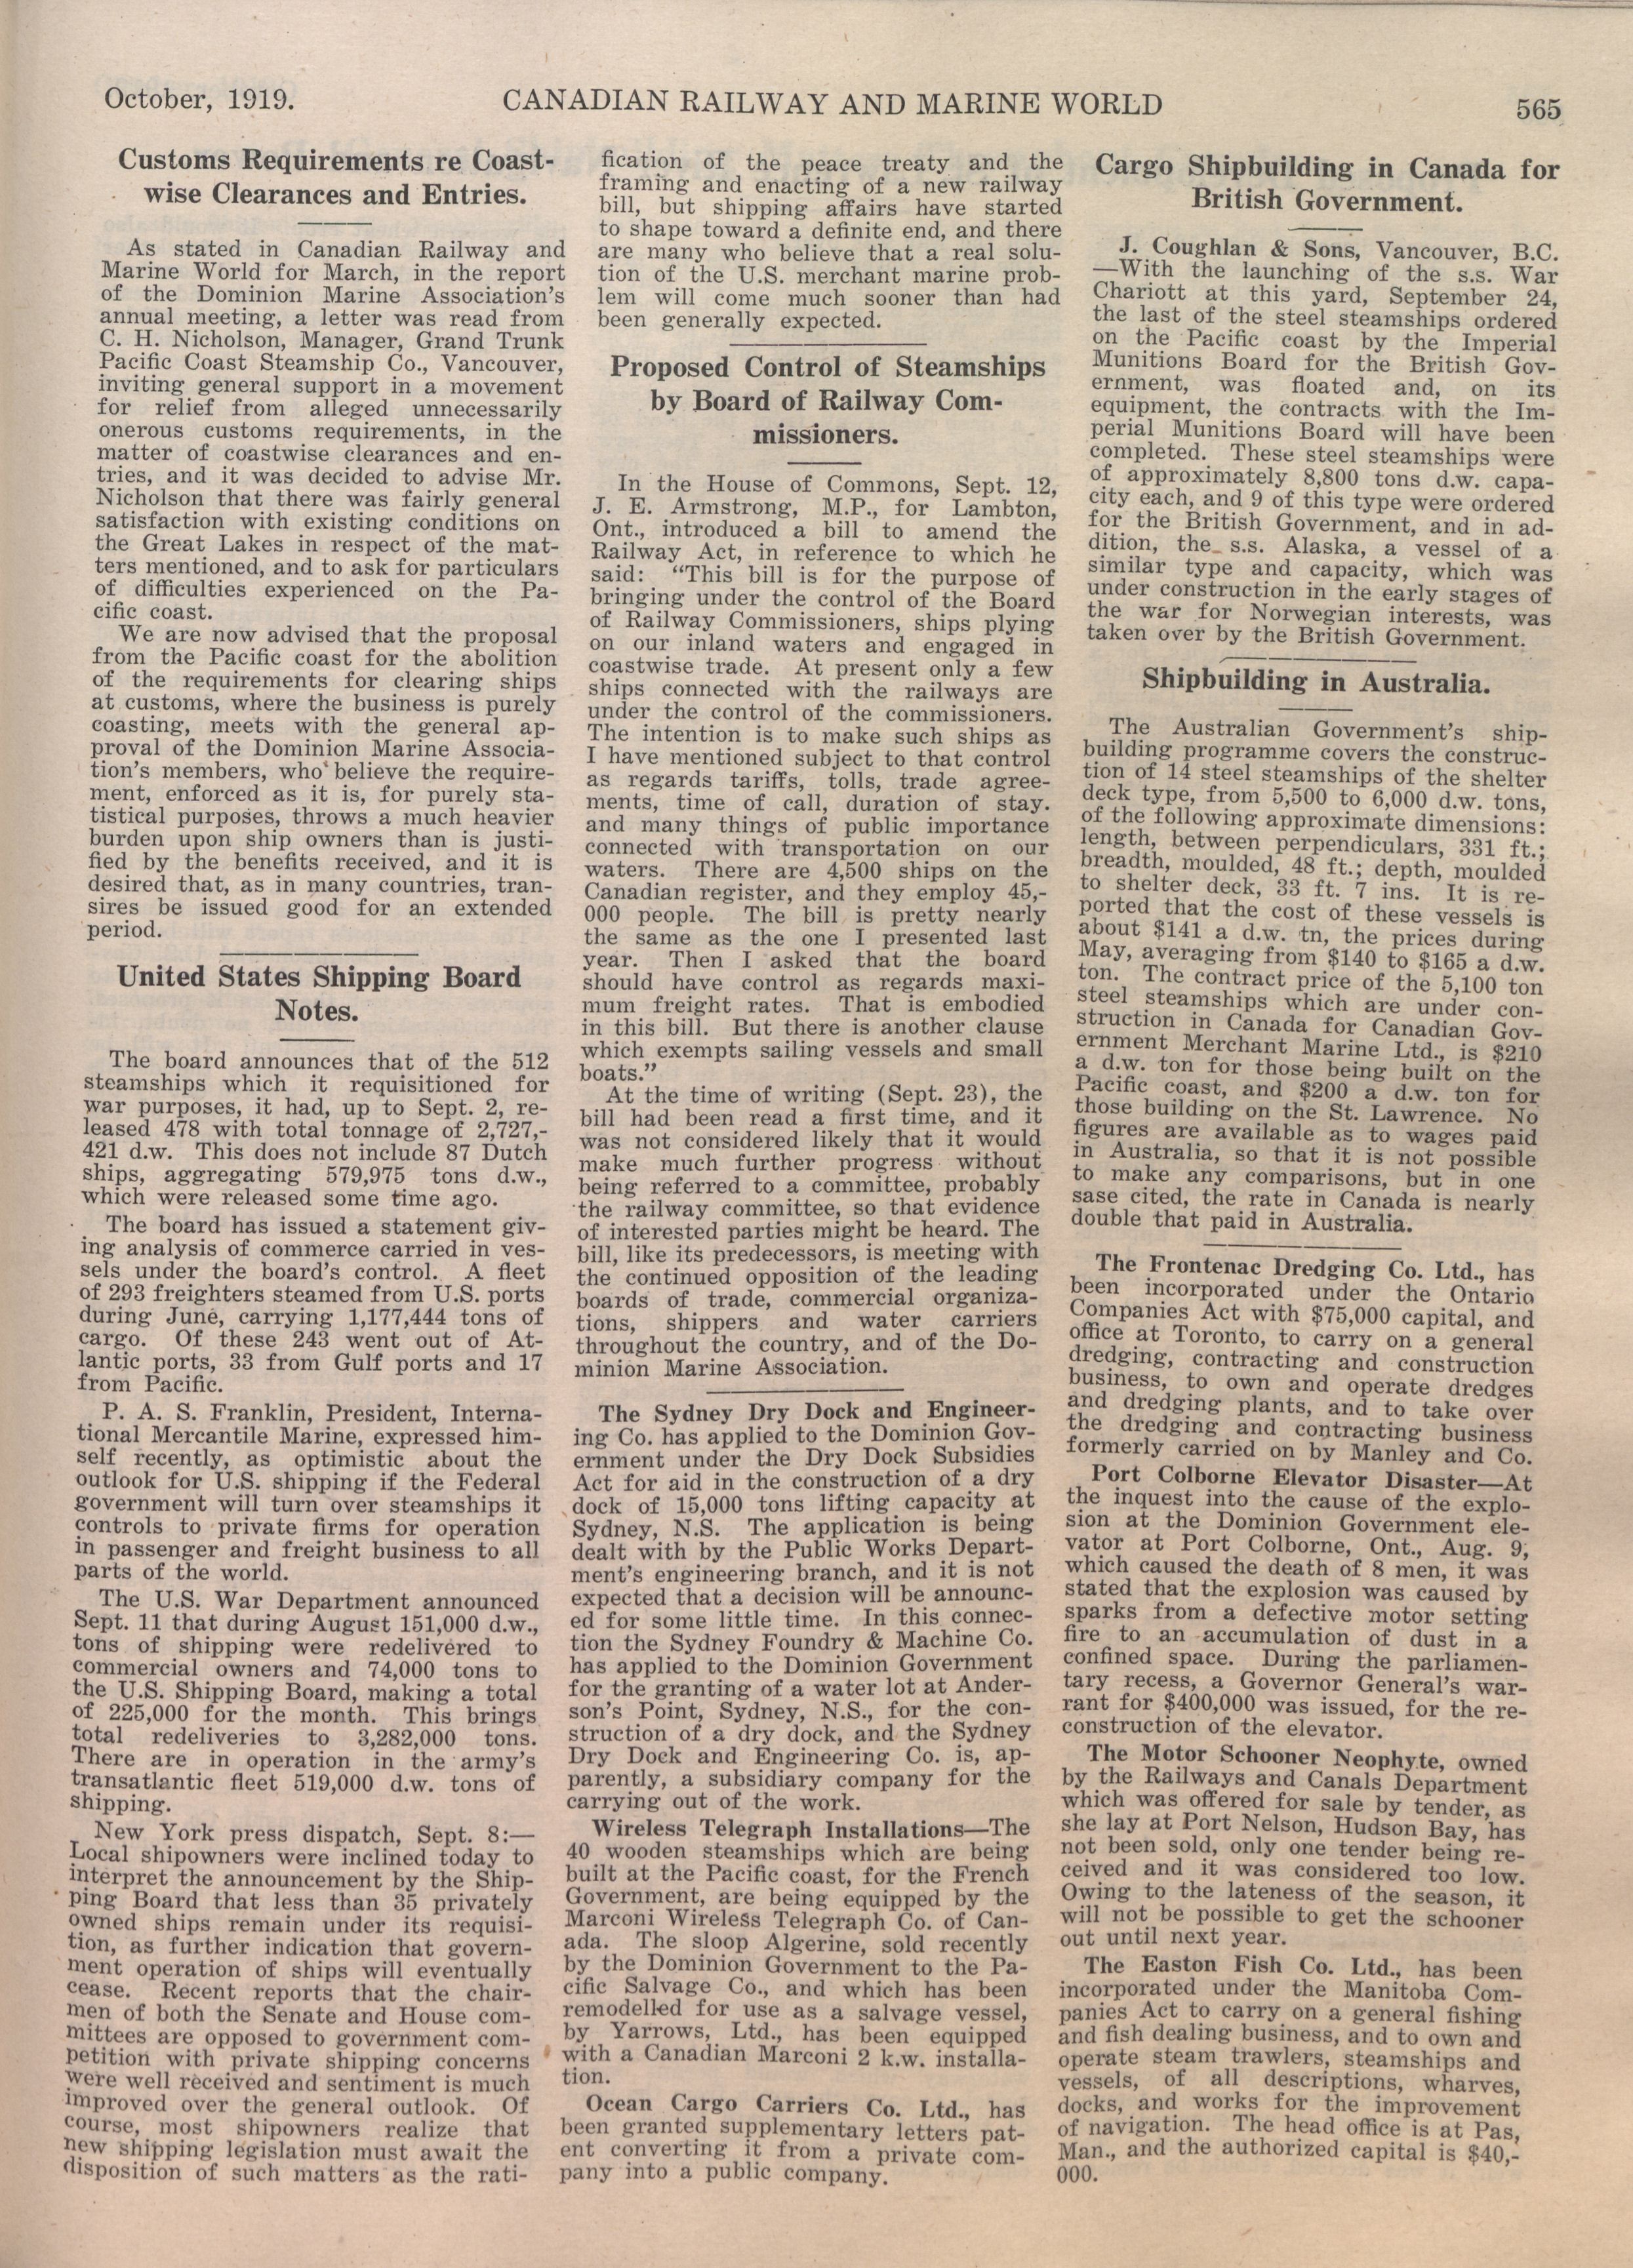 October, 1919.
CANADIAN RAILWAY AND MARINE WORLD
565
Customs Requirements re Coast-
wise Clearances and Entries.
As stated in Canadian Railway and
Marine World for March, in the report
of the Dominion Marine Association's
annual meeting, a letter was read from
C. H. Nicholson, Manager, Grand Trunk
Pacific Coast Steamship Co., Vancouver,
inviting general support in a movement
for relief from alleged unnecessarily
onerous customs requirements, in the
matter of coastwise clearances and en-
tries, and it was decided to advise Mr.
Nicholson that there was fairly general
satisfaction with existing conditions on
the Great Lakes in respect of the mat-
ters mentioned, and to ask for particulars
of difficulties experienced on the Pa-
cific coast.
We are now advised that the proposal
from the Pacific coast for the abolition
of the requirements for clearing ships
at customs, where the business is purely
coasting, meets with the general ap-
proval of the Dominion Marine Associa-
tion's members, who believe the require-
ment, enforced as it is, for purely sta-
tistical purposes, throws a much heavier
burden upon ship owners than is justi-
fied by the benefits received, and it is
desired that, as in many countries, tran-
sires be issued good for an extended
period.
United States Shipping Board
Notes.
The board announces that of the 512
steamships which it requisitioned for
war purposes, it had, up to Sept. 2, re-
leased 478 with total tonnage of 2,727,-
421 d.w. This does not include 87 Dutch
ships, aggregating 579,975 tons d.w.,
which were released some time ago.
The board has issued a statement giv-
ing analysis of commerce carried in ves-
sels under the board's control. A fleet
of 293 freighters steamed from U.S. ports
during June, carrying 1,177,444 tons of
cargo. Of these 243 went out of At-
lantic ports, 33 from Gulf ports and 17
from Pacific.
P. A. S. Franklin, President, Interna-
tional Mercantile Marine, expressed him-
self recently, as optimistic about the
outlook for U.S. shipping if the Federal
government will turn over steamships it
controls to private firms for operation
in passenger and freight business to all
parts of the world.
The U.S. War Department announced
Sept. 11 that during August 151,000 d.w.,
tons of shipping were redelivered to
commercial owners and 74,000 tons to
the U.S. Shipping Board, making a total
of 225,000 for the month. This brings
total redeliveries to 3,282,000 tons.
There are in operation in the army's
transatlantic fleet 519,000 d.w. tons of
shipping.
New York press dispatch, Sept. 8:—
Local shipowners were inclined today to
interpret the announcement by the Ship-
ping Board that less than 35 privately
owned ships remain under its requisi-
tion, as further indication that govern-
ment operation of ships will eventually
cease. Recent reports that the chair-
men of both the Senate and House com-
mittees are opposed to government com-
petition with private shipping concerns
were well received and sentiment is much
improved over the general outlook. Of
course, most shipowners realize that
new shipping legislation must await the
disposition of such matters as the rati-
fication of the peace treaty and the
framing and enacting of a new railway
bill, but shipping affairs have started
to shape toward a definite end, and there
are many who believe that a real solu-
tion of the U.S. merchant marine prob-
lem will come much sooner than had
been generally expected.
Proposed Control of Steamships
by Board of Railway Com-
missioners.
In the House of Commons, Sept. 12,
J. E. Armstrong, M.P., for Lambton,
Ont., introduced a bill to amend the
Railway Act, in reference to which he
said: "This bill is for the purpose of
bringing under the control of the Board
of Railway Commissioners, ships plying
on our inland waters and engaged in
coastwise trade. At present only a few
ships connected with the railways are
under the control of the commissioners.
The intention is to make such ships as
I have mentioned subject to that control
as regards tariffs, tolls, trade agree-
ments, time of call, duration of stay.
and many things of public importance
connected with transportation on our
waters. There are 4,500 ships on the
Canadian register, and they employ 45,-
000 people. The bill is pretty nearly
the same as the one I presented last
year. Then I asked that the board
should have control as regards maxi-
mum freight rates. That is embodied
in this bill. But there is another clause
which exempts sailing vessels and small
boats."
At the time of writing (Sept. 23), the
bill had been read a first time, and it
was not considered likely that it would
make much further progress without
being referred to a committee, probably
the railway committee, so that evidence
of interested parties might be heard. The
bill, like its predecessors, is meeting with
the continued opposition of the leading
boards of trade, commercial organiza-
tions, shippers and water carriers
throughout the country, and of the Do-
minion Marine Association.
The Sydney Dry Dock and Engineer-
ing Co. has applied to the Dominion Gov-
ernment under the Dry Dock Subsidies
Act for aid in the construction of a dry
dock of 15,000 tons lifting capacity at
Sydney, N.S. The application is being
dealt with by the Public Works Depart-
ment's engineering branch, and it is not
expected that a decision will be announc-
ed for some little time. In this connec-
tion the Sydney Foundry & Machine Co.
has applied to the Dominion Government
for the granting of a water lot at Ander-
son's Point, Sydney, N.S., for the con-
struction of a dry dock, and the Sydney
Dry Dock and Engineering Co. is, ap-
parently, a subsidiary company for the
carrying out of the work.
Wireless Telegraph Installations—The
40 wooden steamships which are being
built at the Pacific coast, for the French
Government, are being equipped by the
Marconi Wireless Telegraph Co. of Can-
ada. The sloop Algerine, sold recently
by the Dominion Government to the Pa-
cific Salvage Co., and which has been
remodelled for use as a salvage vessel,
by Yarrows, Ltd., has been equipped
with a Canadian Marconi 2 k.w. installa-
tion.
Ocean Cargo Carriers Co. Ltd., has
been granted supplementary letters pat-
ent converting it from a private com-
pany into a public company.
Cargo Shipbuilding in Canada for
British Government.
J. Coughlan & Sons, Vancouver, B.C.
—With the launching of the s.s. War
Chariott at this yard, September 24,
the last of the steel steamships ordered
on the Pacific coast by the Imperial
Munitions Board for the British Gov-
ernment, was floated and, on its
equipment, the contracts with the Im-
perial Munitions Board will have been
completed. These steel steamships were
of approximately 8,800 tons d.w. capa-
city each, and 9 of this type were ordered
for the British Government, and in ad-
dition, the s.s. Alaska, a vessel of a
similar type and capacity, which was
under construction in the early stages of
the war for Norwegian interests, was
taken over by the British Government.
Shipbuilding in Australia.
The Australian Government's ship-
building programme covers the construc-
tion of 14 steel steamships of the shelter
deck type, from 5,500 to 6,000 d.w. tons,
of the following approximate dimensions:
length, between perpendiculars, 331 ft.;
breadth, moulded, 48 ft.; depth, moulded
to shelter deck, 33 ft. 7 ins. It is re-
ported that the cost of these vessels is
about $141 a d.w. tn, the prices during
May, averaging from $140 to $165 a d.w.
ton. The contract price of the 5,100 ton
steel steamships which are under con-
struction in Canada for Canadian Gov-
ernment Merchant Marine Ltd., is $210
a d.w. ton for those being built on the
Pacific coast, and $200 a d.w. ton for
those building on the St. Lawrence. No
figures are available as to wages paid
in Australia, so that it is not possible
to make any comparisons, but in one
sase cited, the rate in Canada is nearly
double that paid in Australia.
The Frontenac Dredging Co. Ltd., has
been incorporated under the Ontario
Companies Act with $75,000 capital, and
office at Toronto, to carry on a general
dredging, contracting and construction
business, to own and operate dredges
and dredging plants, and to take over
the dredging and contracting business
formerly carried on by Manley and Co.
Port Colborne Elevator Disaster—At
the inquest into the cause of the explo-
sion at the Dominion Government ele-
vator at Port Colborne, Ont., Aug. 9,
which caused the death of 8 men, it was
stated that the explosion was caused by
sparks from a defective motor setting
fire to an accumulation of dust in a
confined space. During the parliamen-
tary recess, a Governor General's war-
rant for $400,000 was issued, for the re-
construction of the elevator.
The Motor Schooner Neophyte, owned
by the Railways and Canals Department
which was offered for sale by tender, as
she lay at Port Nelson, Hudson Bay, has
not been sold, only one tender being re-
ceived and it was considered too low.
Owing to the lateness of the season, it
will not be possible to get the schooner
out until next year.
The Easton Fish Co. Ltd., has been
incorporated under the Manitoba Com-
panies Act to carry on a general fishing
and fish dealing business, and to own and
operate steam trawlers, steamships and
vessels, of all descriptions, wharves,
docks, and works for the improvement
of navigation. The head office is at Pas,
Man., and the authorized capital is $40,-
000.